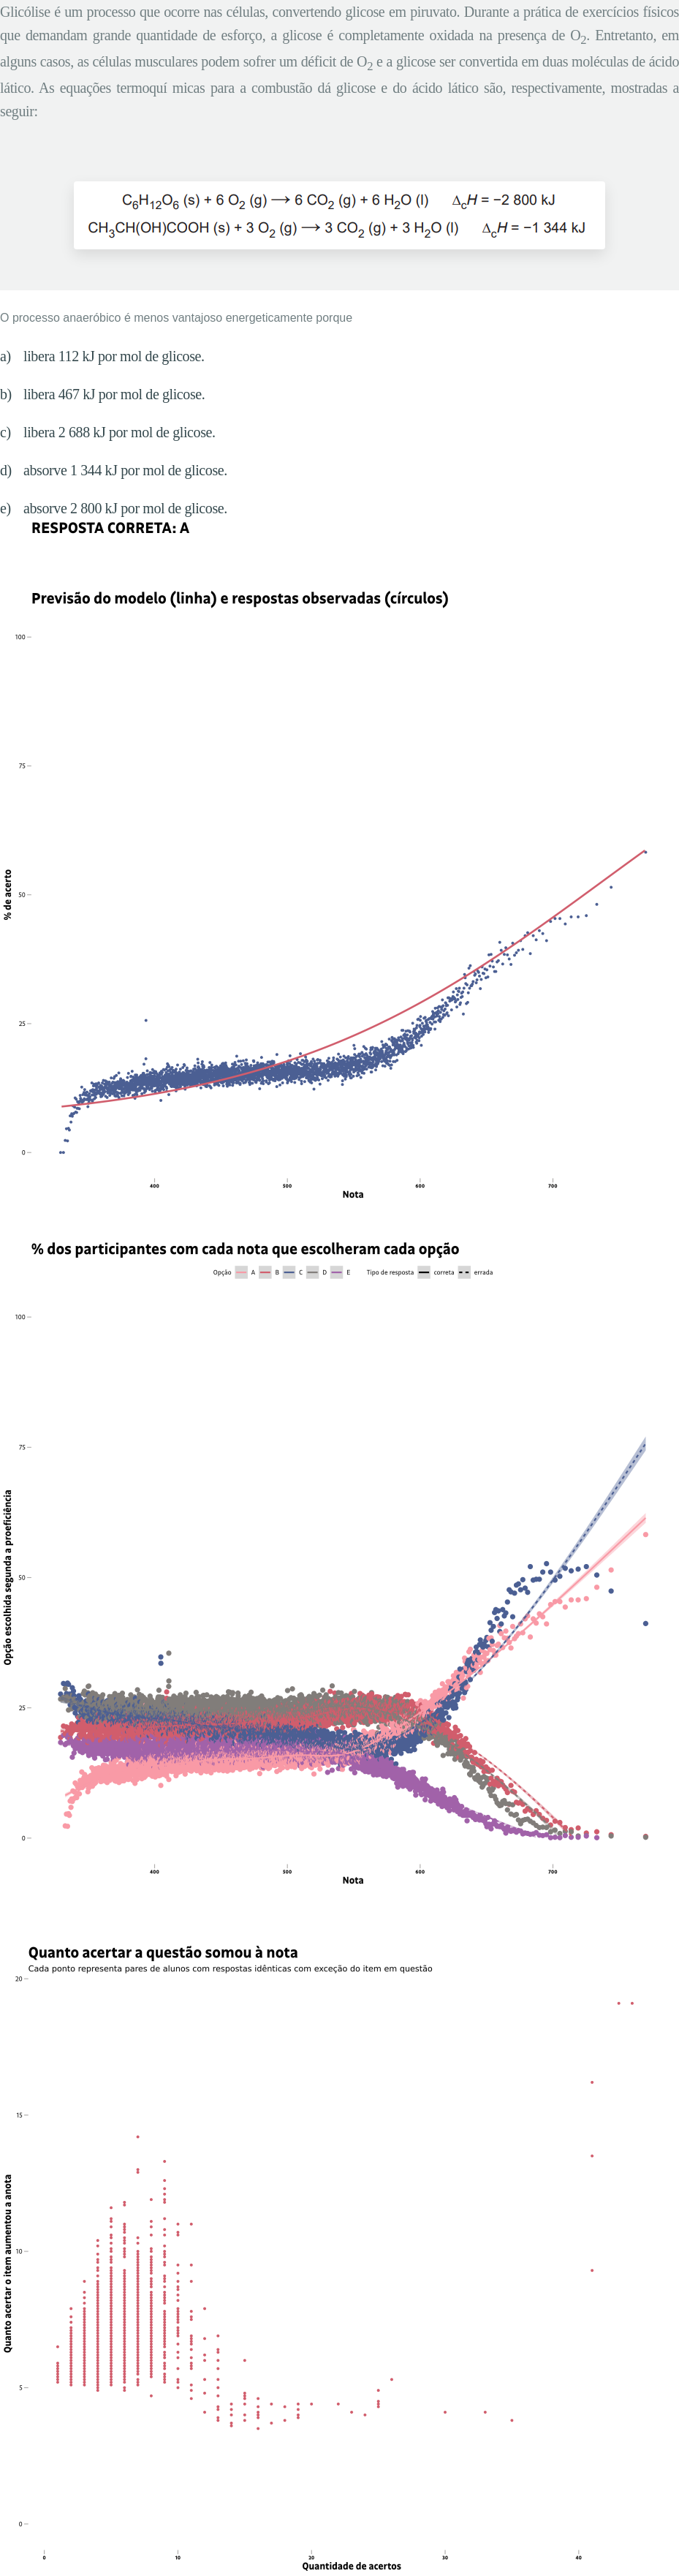 Glicólise é um processo que ocorre nas células, convertendo glicose em piruvato. Durante a prática de exercícios físicos
que demandam grande quantidade de esforço, a glicose é completamente oxidada na presença de O2. Entretanto, em
alguns casos, as células musculares podem sofrer um déficit de O2 e a glicose ser convertida em duas moléculas de ácido
lático. As equações termoquí micas para a combustão dá glicose e do ácido lático são, respectivamente, mostradas a
seguir:
C6H12O6 (s) + 6 O2 (g) ⟶ 6 CO2 (g) + 6 H2O (l) ΔcH = −2 800 kJ
CH3CH(OH)COOH (s) + 3 O2 (g) ⟶ 3 CO2 (g) + 3 H2O (l) ΔcH = −1 344 kJ
O processo anaeróbico é menos vantajoso energeticamente porque
a) libera 112 kJ por mol de glicose.
b) libera 467 kJ por mol de glicose.
c) libera 2 688 kJ por mol de glicose.
d) absorve 1 344 kJ por mol de glicose.
e) absorve 2 800 kJ por mol de glicose.
RESPOSTA CORRETA: A
Previsão do modelo (linha) e respostas observadas (círculos)
100
75
% de acerto
50
25
0
400 500 600 700
Nota
% dos participantes com cada nota que escolheram cada opção
Opção A B C D E Tipo de resposta correta errada
100
75
Opção escolhida segunda a proeficiência
50
25
0
400 500 600 700
Nota
Quanto acertar a questão somou à nota
Cada ponto representa pares de alunos com respostas idênticas com exceção do item em questão
20
15
Quanto acertar o item aumentou a anota
10
5
0
0 10 20 30 40
Quantidade de acertos